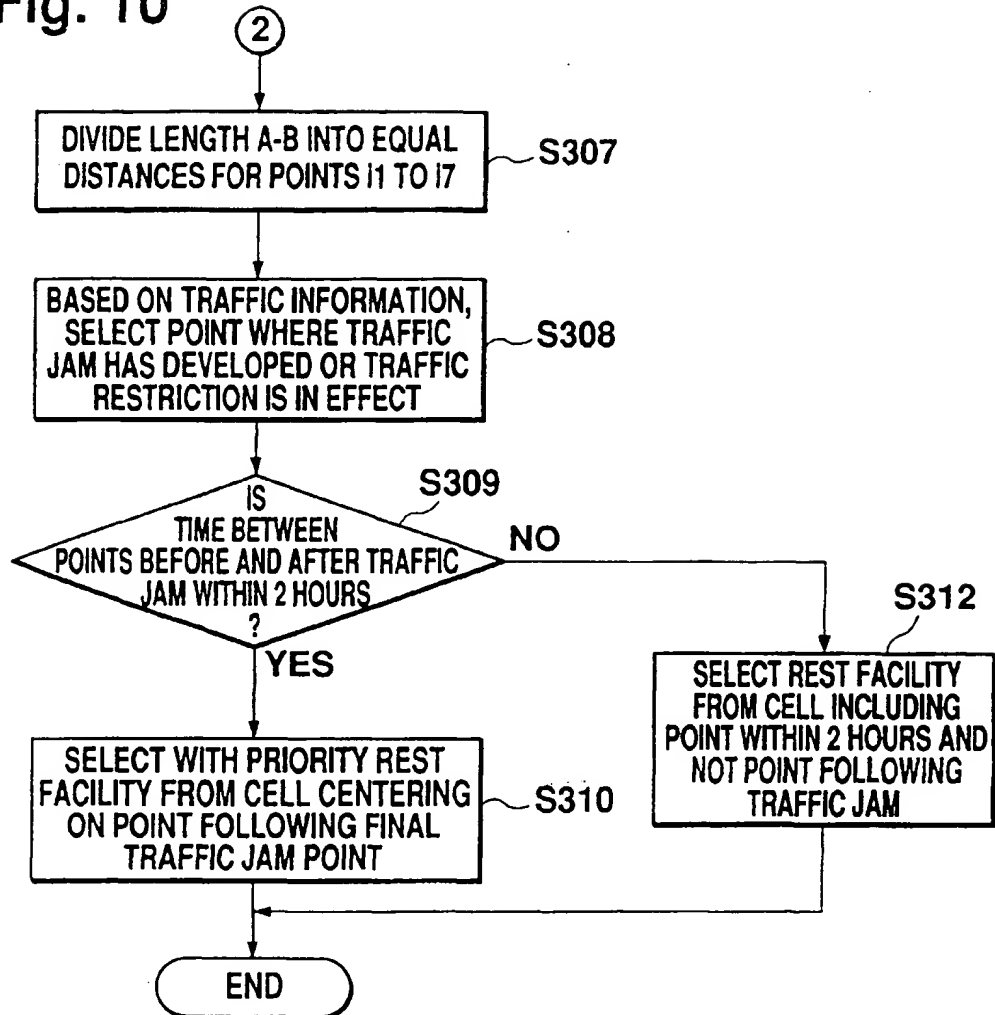 Fig. 10
2
DIVIDE LENGTH A-B INTO EQUAL
DISTANCES FOR POINTS I1 TO I7
S307
BASED ON TRAFFIC INFORMATION,
SELECT POINT WHERE TRAFFIC
JAM HAS DEVELOPED OR TRAFFIC
RESTRICTION IS IN EFFECT
S308
S309
IS
TIME BETWEEN
POINTS BEFORE AND AFTER TRAFFIC
JAM WITHIN 2 HOURS
?
NO
YES
S312
SELECT REST FACILITY
FROM CELL INCLUDING
POINT WITHIN 2 HOURS AND
NOT POINT FOLLOWING
TRAFFIC JAM
SELECT WITH PRIORITY REST
FACILITY FROM CELL CENTERING
ON POINT FOLLOWING FINAL
TRAFFIC JAM POINT
S310
END